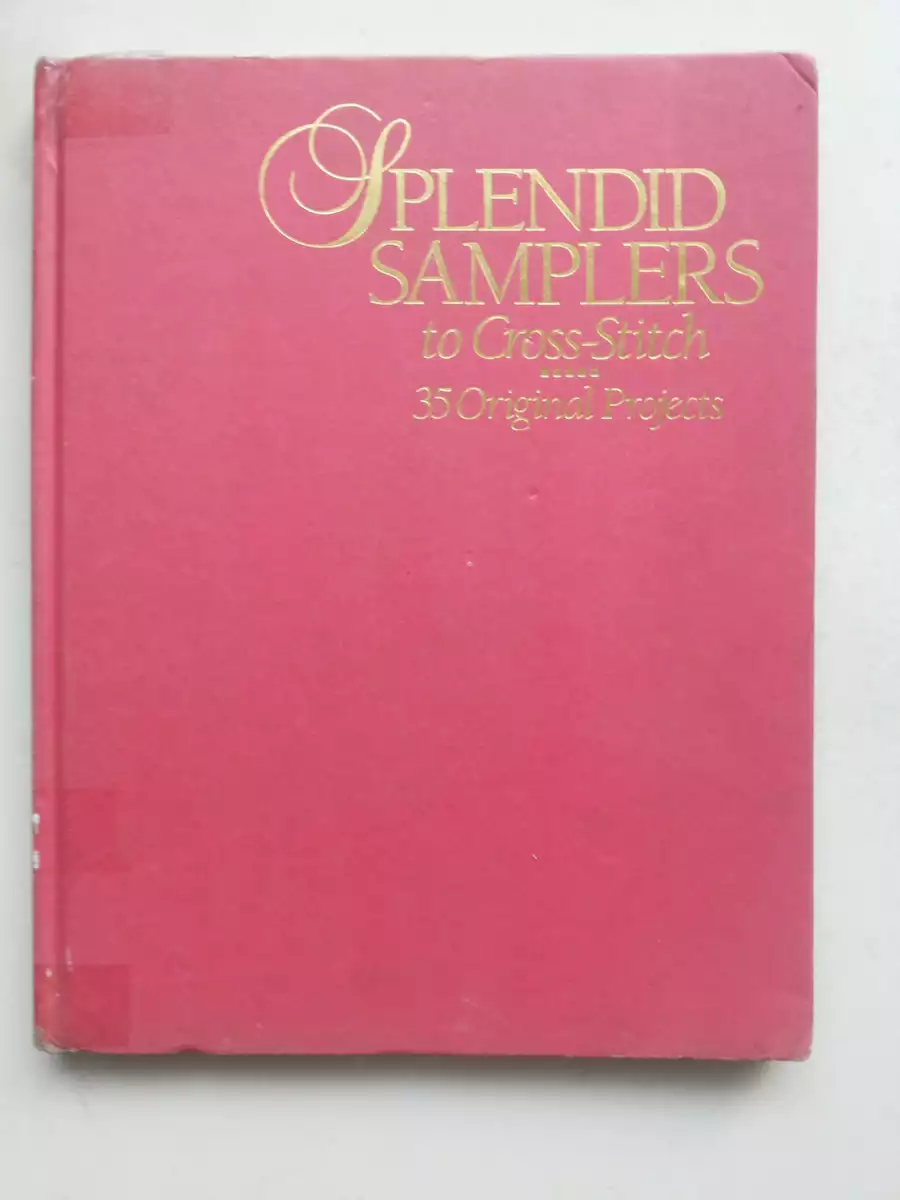 SPLENDID
SAMPLERS
to Cross-Stitch
35 Original Projects